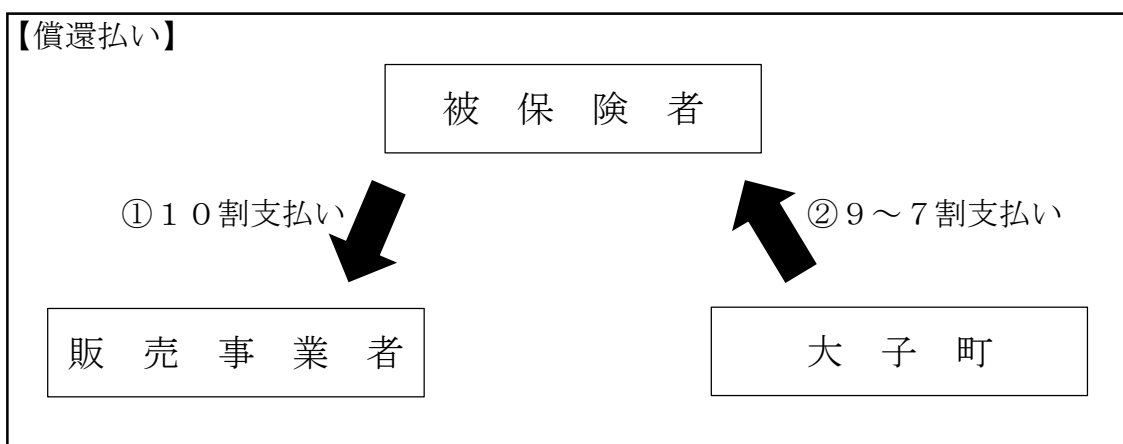 【償還払い】
被 保 険 者
①１０割支払い
②９～７割支払い
販 売 事 業 者
大 子 町